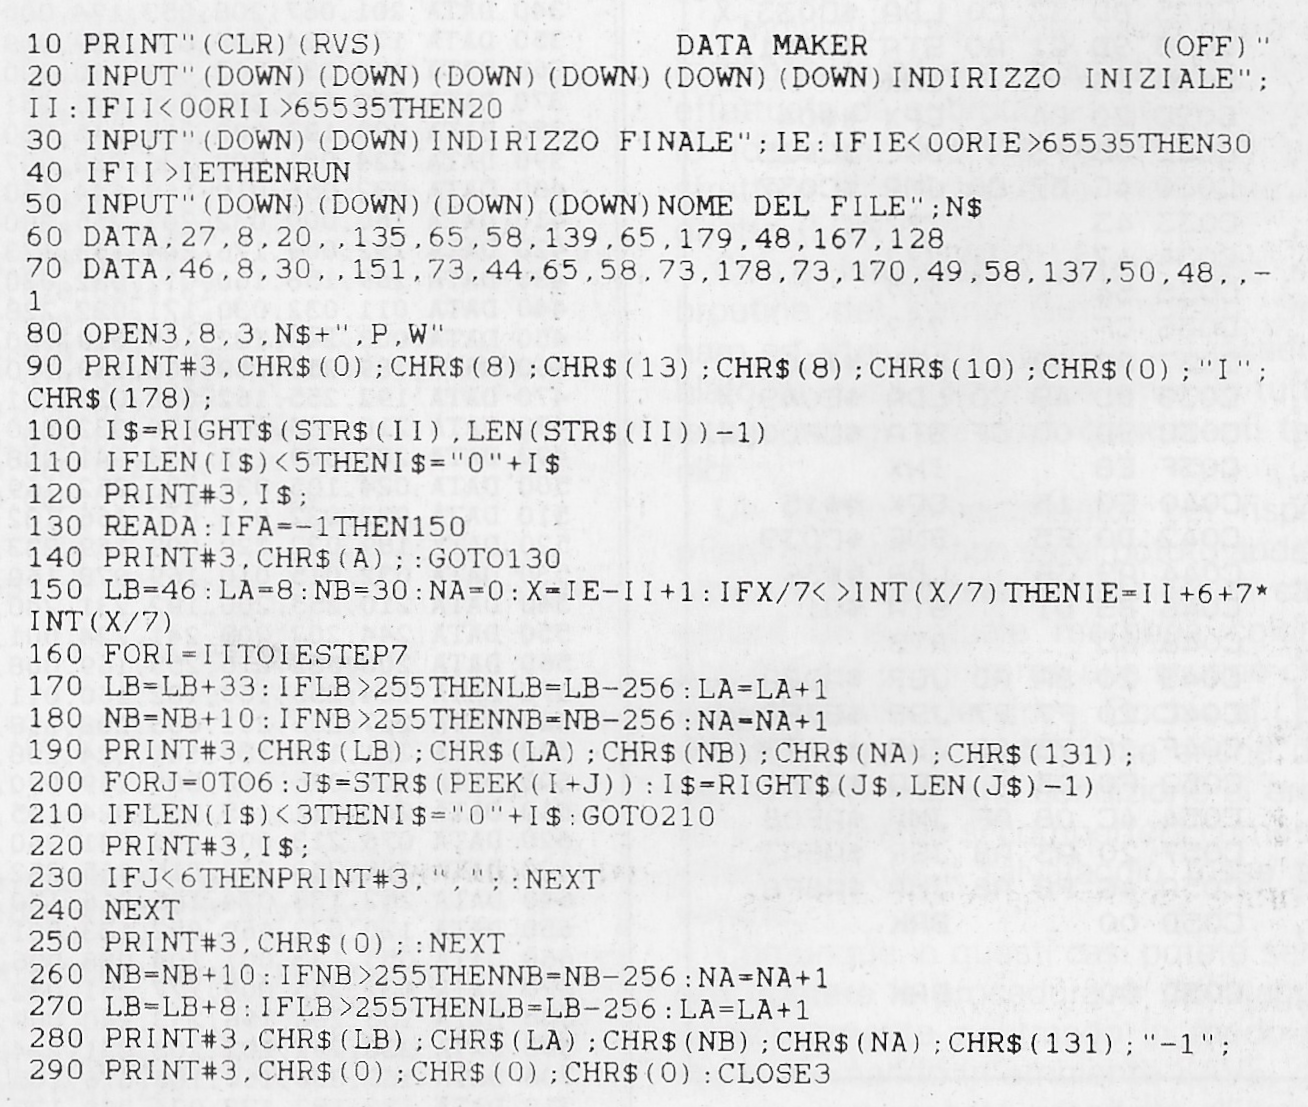 10 PRINT"(CLR)(RVS)                DATA MAKER                (OFF)"
20 INPUT"(DOWN)(DOWN)(DOWN)(DOWN)(DOWN)(DOWN)INDIRIZZO INIZIALE";
II:IFII<0ORII>65535THEN20
30 INPUT"(DOWN)(DOWN)INDIRIZZO FINALE";IE:IFIE<0ORIE>65535THEN30
40 IFII>IETHENRUN
50 INPUT"(DOWN)(DOWN)(DOWN)(DOWN)NOME DEL FILE";N$
60 DATA,27,8,20,,135,65,58,139,65,179,48,167,128
70 DATA,46,8,30,,151,73,44,65,58,73,178,73,170,49,58,137,50,48,,-
1
80 OPEN3,8,3,N$+",P,W"
90 PRINT#3,CHR$(0);CHR$(8);CHR$(13);CHR$(8);CHR$(10);CHR$(0);"I";
CHR$(178);
100 I$=RIGHT$(STR$(II),LEN(STR$(II))-1)
110 IFLEN(I$)<5THENI$="0"+I$
120 PRINT#3,I$;
130 READA:IFA=-1THEN150
140 PRINT#3,CHR$(A);:GOTO130
150 LB=46:LA=8:NB=30:NA=0:X=IE-II+1:IFX/7<>INT(X/7)THENIE=II+6+7*
INT(X/7)
160 FORI=IITOIESTEP7
170 LB=LB+33:IFLB>255THENLB=LB-256:LA=LA+1
180 NB=NB+10:IFNB>255THENNB=NB-256:NA=NA+1
190 PRINT#3,CHR$(LB);CHR$(LA);CHR$(NB);CHR$(NA);CHR$(131);
200 FORJ=0TO6:J$=STR$(PEEK(I+J)):I$=RIGHT$(J$,LEN(J$)-1)
210 IFLEN(I$)<3THENI$="0"+I$:GOTO210
220 PRINT#3,I$;
230 IFJ<6THENPRINT#3,",";:NEXT
240 NEXT
250 PRINT#3,CHR$(0);:NEXT
260 NB=NB+10:IFNB>255THENNB=NB-256:NA=NA+1
270 LB=LB+8:IFLB>255THENLB=LB-256:LA=LA+1
280 PRINT#3,CHR$(LB);CHR$(LA);CHR$(NB);CHR$(NA);CHR$(131);"-1";
290 PRINT#3,CHR$(0);CHR$(0);CHR$(0):CLOSE3